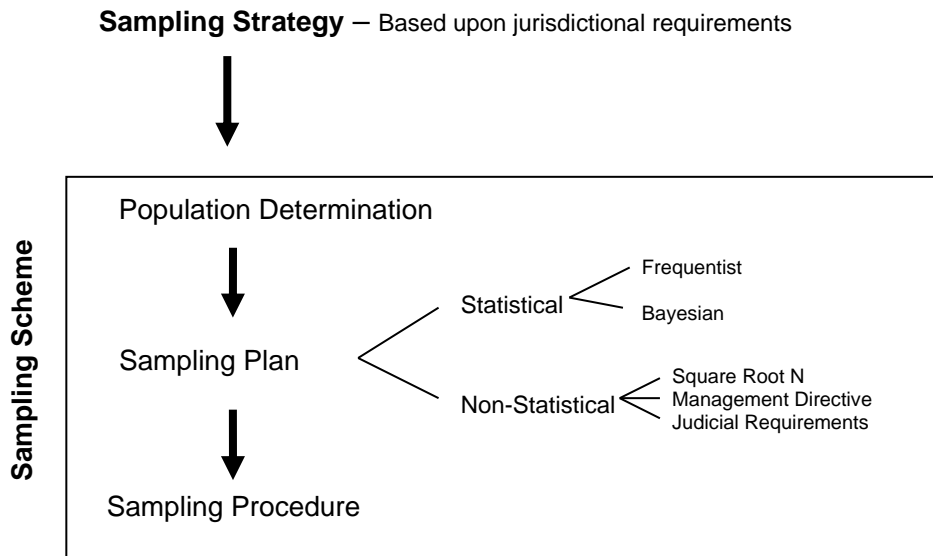 Sampling Strategy – Based upon jurisdictional requirements
Sampling Scheme
Population Determination
Sampling Plan
Statistical
Frequentist
Bayesian
Non-Statistical
Square Root N
Management Directive
Judicial Requirements
Sampling Procedure